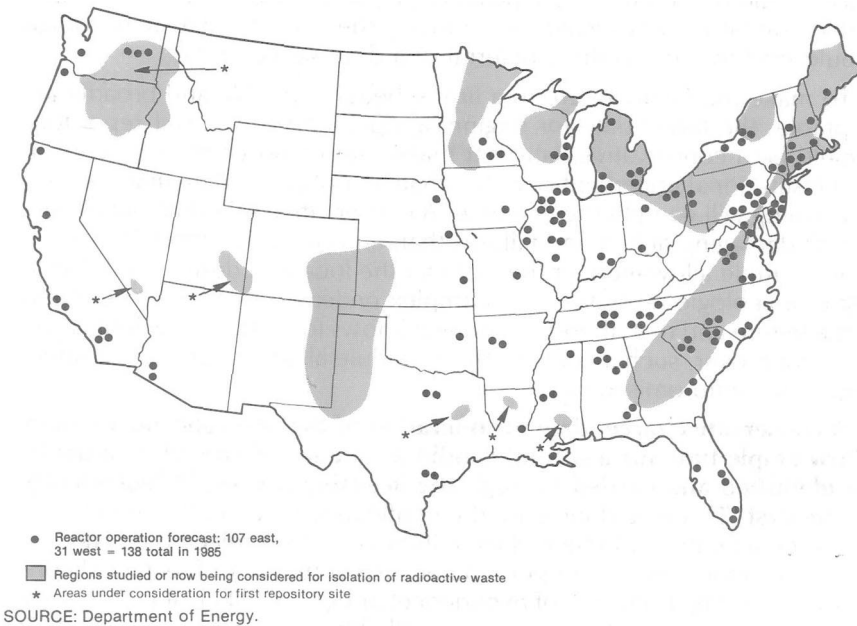 ● Reactor operation forecast: 107 east,
31 west = 138 total in 1985
Regions studied or now being considered for isolation of radioactive waste
* Areas under consideration for first repository site
SOURCE: Department of Energy.